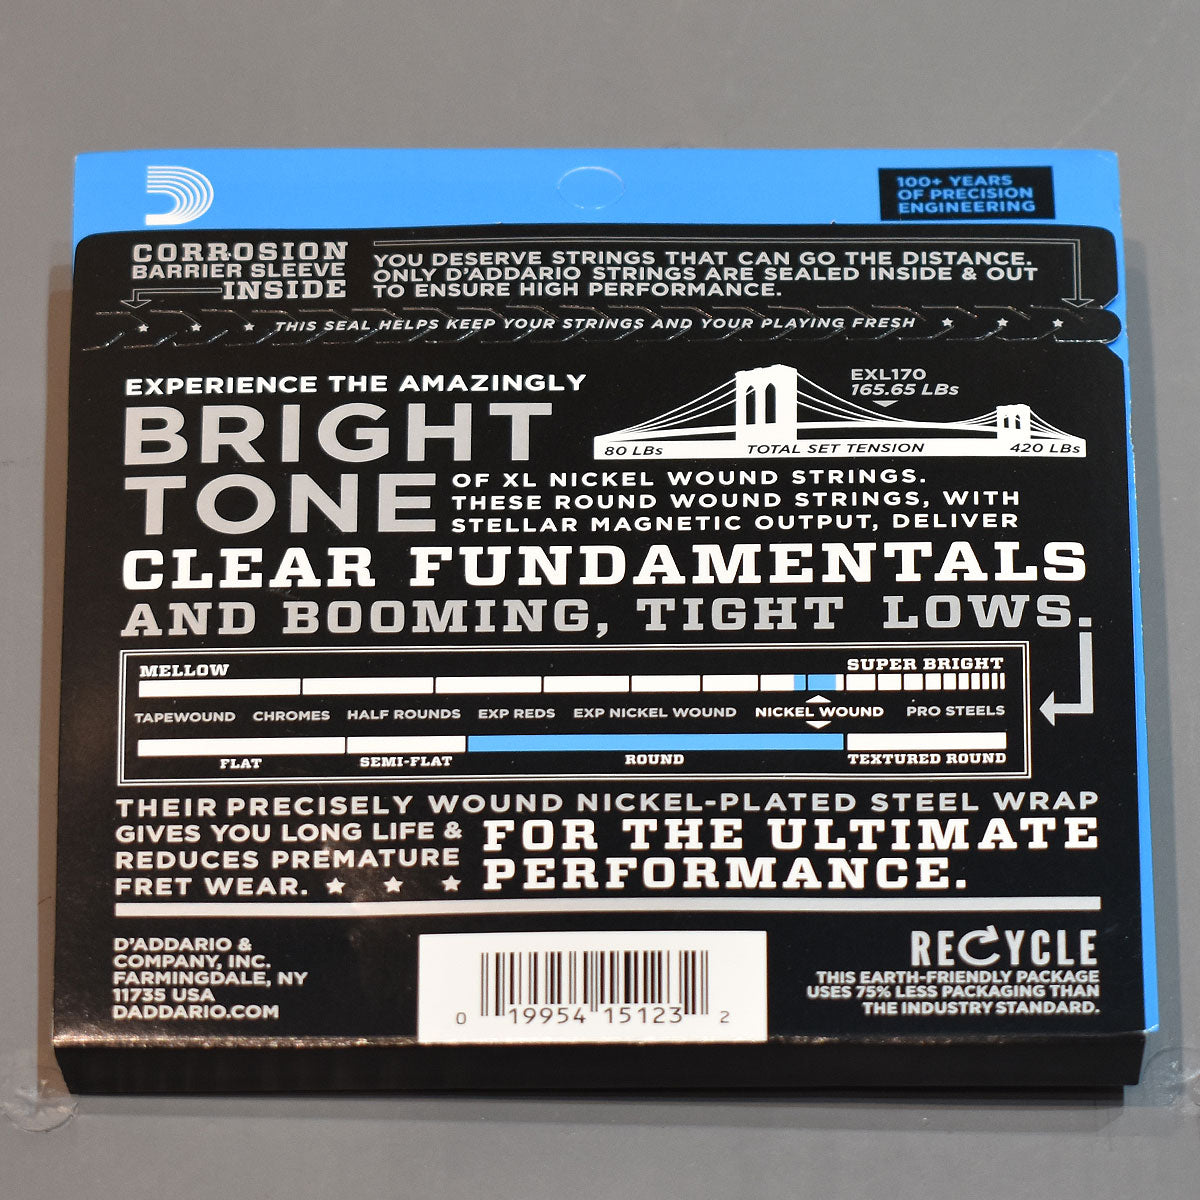 100+ YEARS
OF PRECISION
ENGINEERING
CORROSION
BARRIER SLEEVE
INSIDE
YOU DESERVE STRINGS THAT CAN GO THE DISTANCE.
ONLY D'ADDARIO STRINGS ARE SEALED INSIDE & OUT
TO ENSURE HIGH PERFORMANCE.
THIS SEAL HELPS KEEP YOUR STRINGS AND YOUR PLAYING FRESH
EXPERIENCE THE AMAZINGLY
BRIGHT
TONE
EXL170
165.65 LBs
80 LBs TOTAL SET TENSION 420 LBs
OF XL NICKEL WOUND STRINGS.
THESE ROUND WOUND STRINGS, WITH
STELLAR MAGNETIC OUTPUT, DELIVER
CLEAR FUNDAMENTALS
AND BOOMING, TIGHT LOWS.
MELLOW SUPER BRIGHT
TAPEWOUND CHROMES HALF ROUNDS EXP REDS EXP NICKEL WOUND NICKEL WOUND PRO STEELS
FLAT SEMI-FLAT ROUND TEXTURED ROUND
THEIR PRECISELY WOUND NICKEL-PLATED STEEL WRAP
GIVES YOU LONG LIFE &
REDUCES PREMATURE
FRET WEAR.
FOR THE ULTIMATE
PERFORMANCE.
D'ADDARIO &
COMPANY, INC.
FARMINGDALE, NY
11735 USA
DADDARIO.COM
0 19954 15123 2
RECYCLE
THIS EARTH-FRIENDLY PACKAGE
USES 75% LESS PACKAGING THAN
THE INDUSTRY STANDARD.